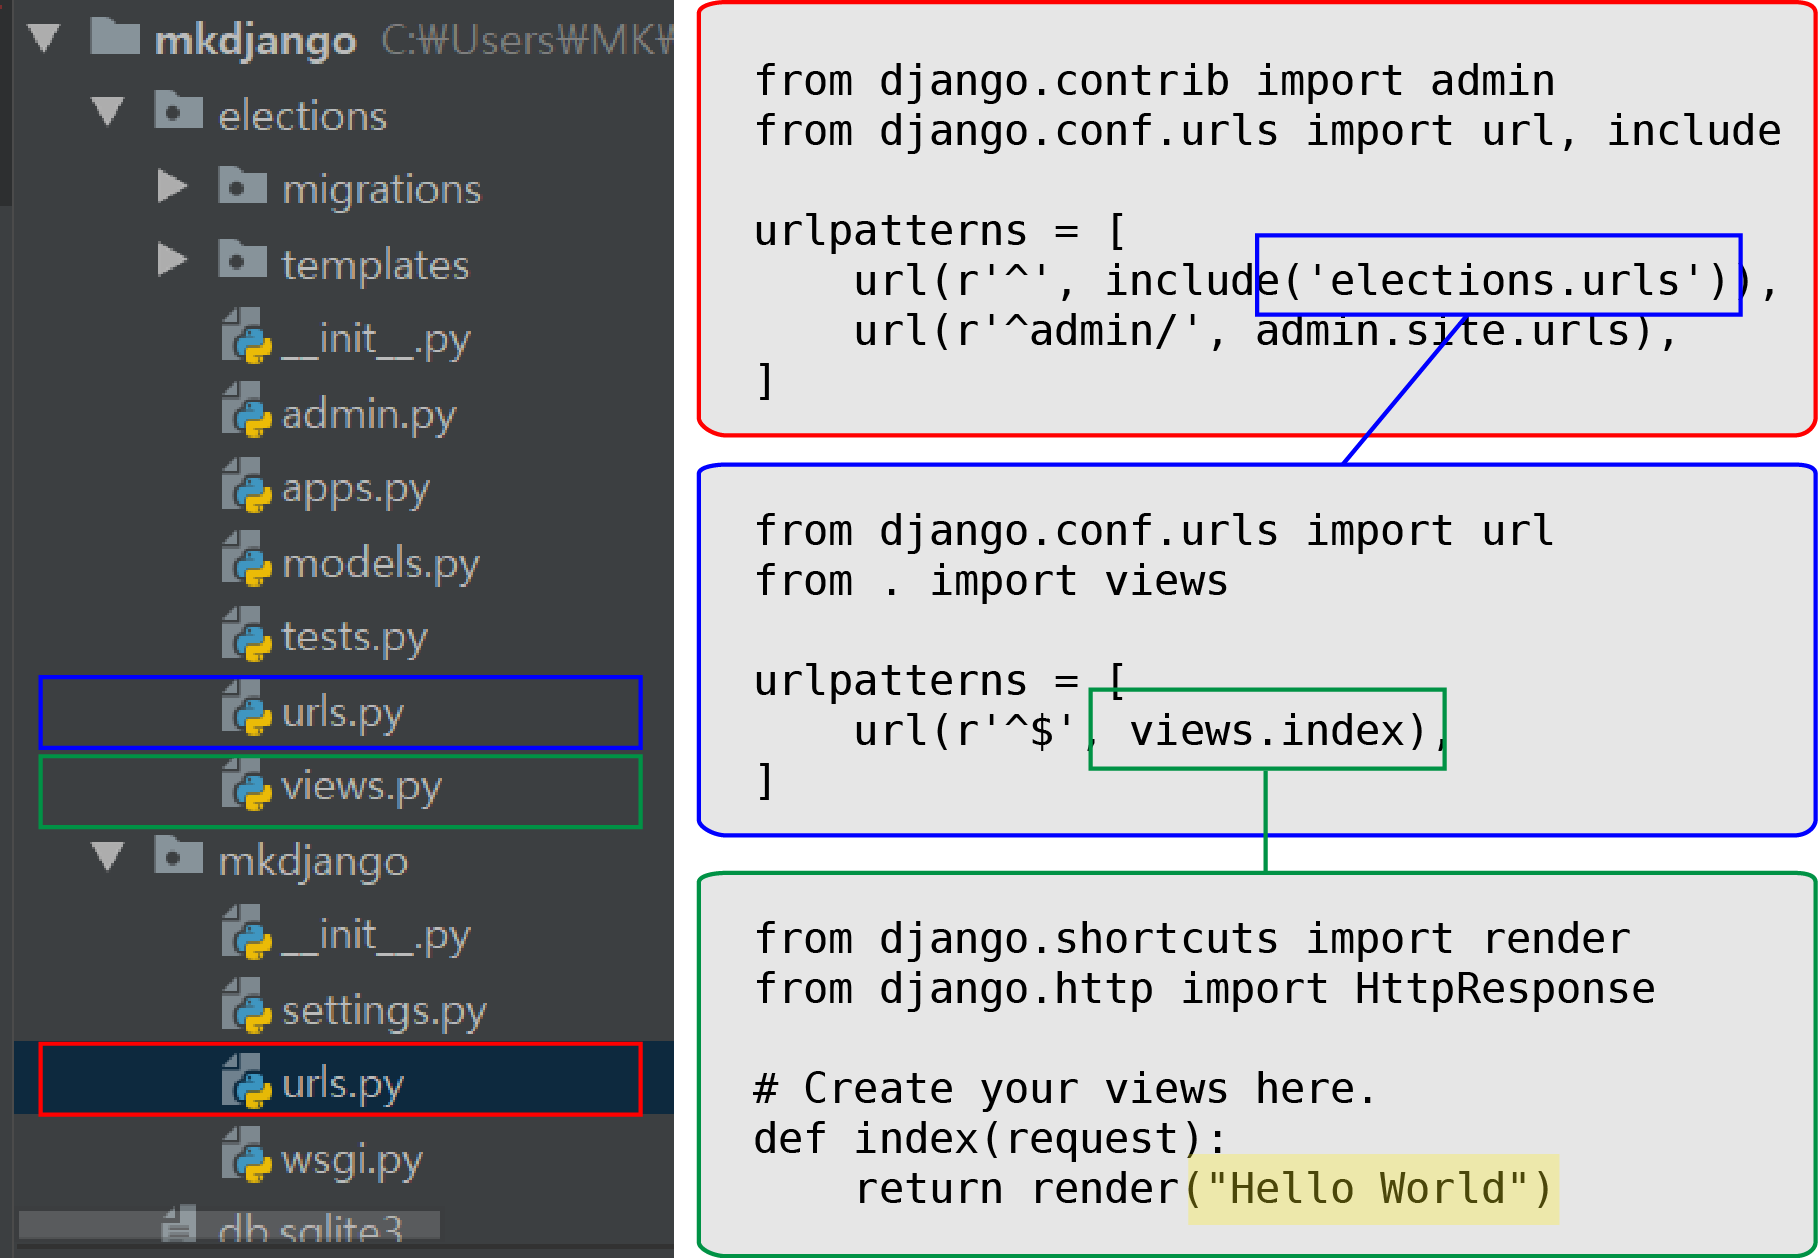 mkdjango C:₩Users₩MK₩
elections
migrations
templates
__init__.py
admin.py
apps.py
models.py
tests.py
urls.py
views.py
mkdjango
__init__.py
settings.py
urls.py
wsgi.py
db.sqlite3
from django.contrib import admin
from django.conf.urls import url, include
urlpatterns = [
    url(r'^', include('elections.urls')),
    url(r'^admin/', admin.site.urls),
]
from django.conf.urls import url
from . import views
urlpatterns = [
    url(r'^$', views.index),
]
from django.shortcuts import render
from django.http import HttpResponse
# Create your views here.
def index(request):
    return render("Hello World")